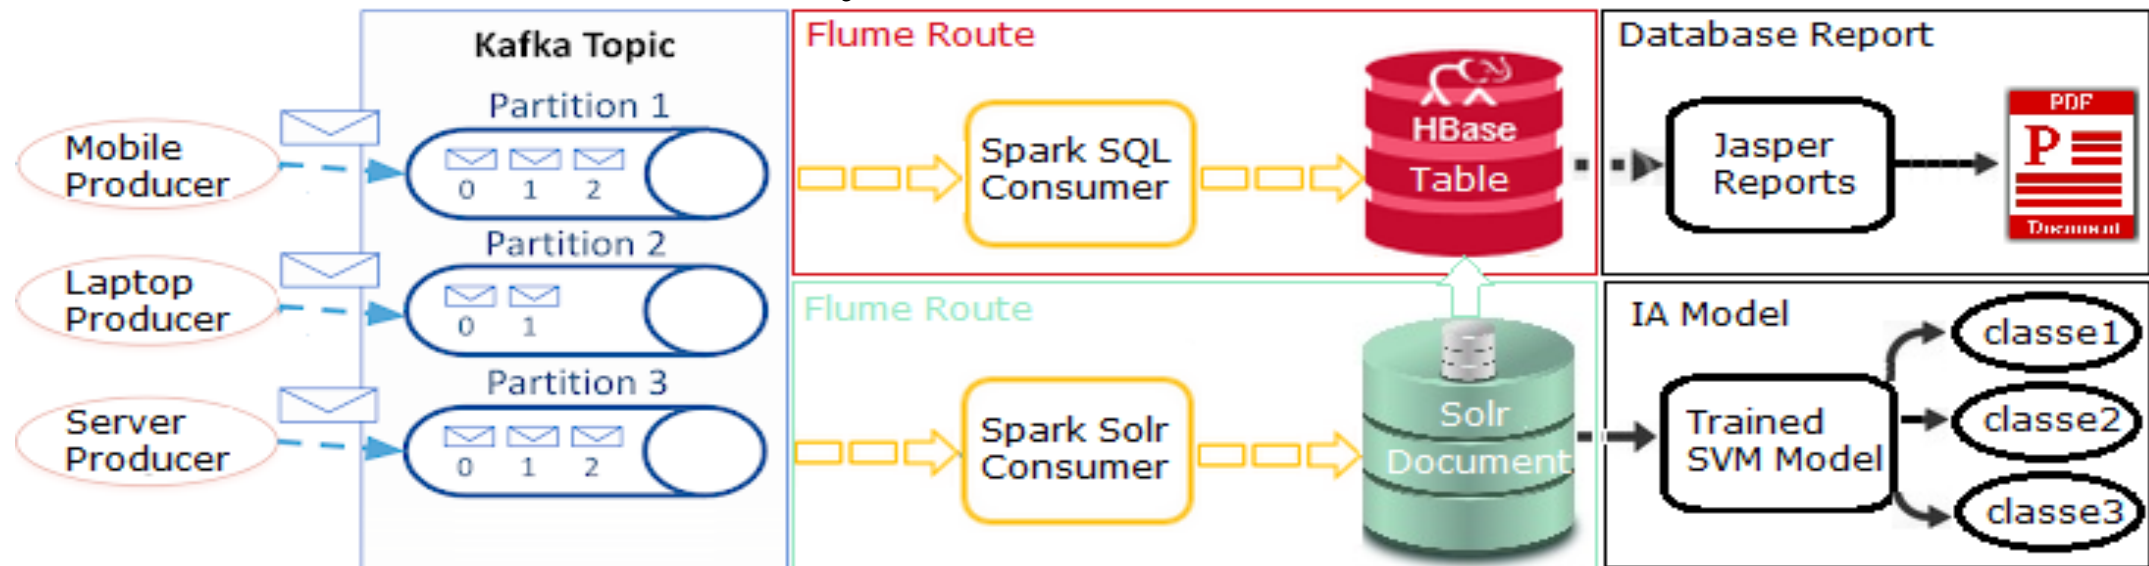 Kafka Topic
Partition 1
0 1 2
Partition 2
0 1
Partition 3
0 1 2
Mobile
Producer
Laptop
Producer
Server
Producer
Flume Route
Spark SQL
Consumer
HBase
Table
Database Report
Jasper
Reports
PDF
P
Flume Route
Spark Solr
Consumer
Solr
Document
IA Model
Trained
SVM Model
classe1
classe2
classe3